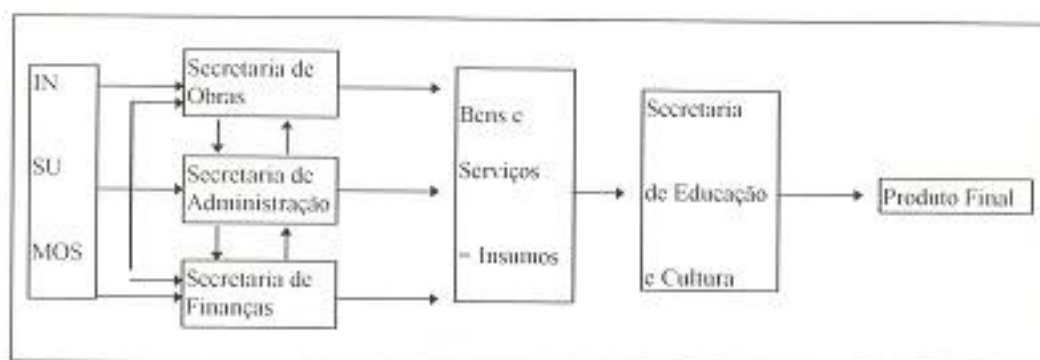 IN
SU
MOS
Secretaria de
Obras
Secretaria de
Administração
Secretaria de
Finanças
Bens e
Serviços
= Insumos
Secretaria
de Educação
e Cultura
Produto Final